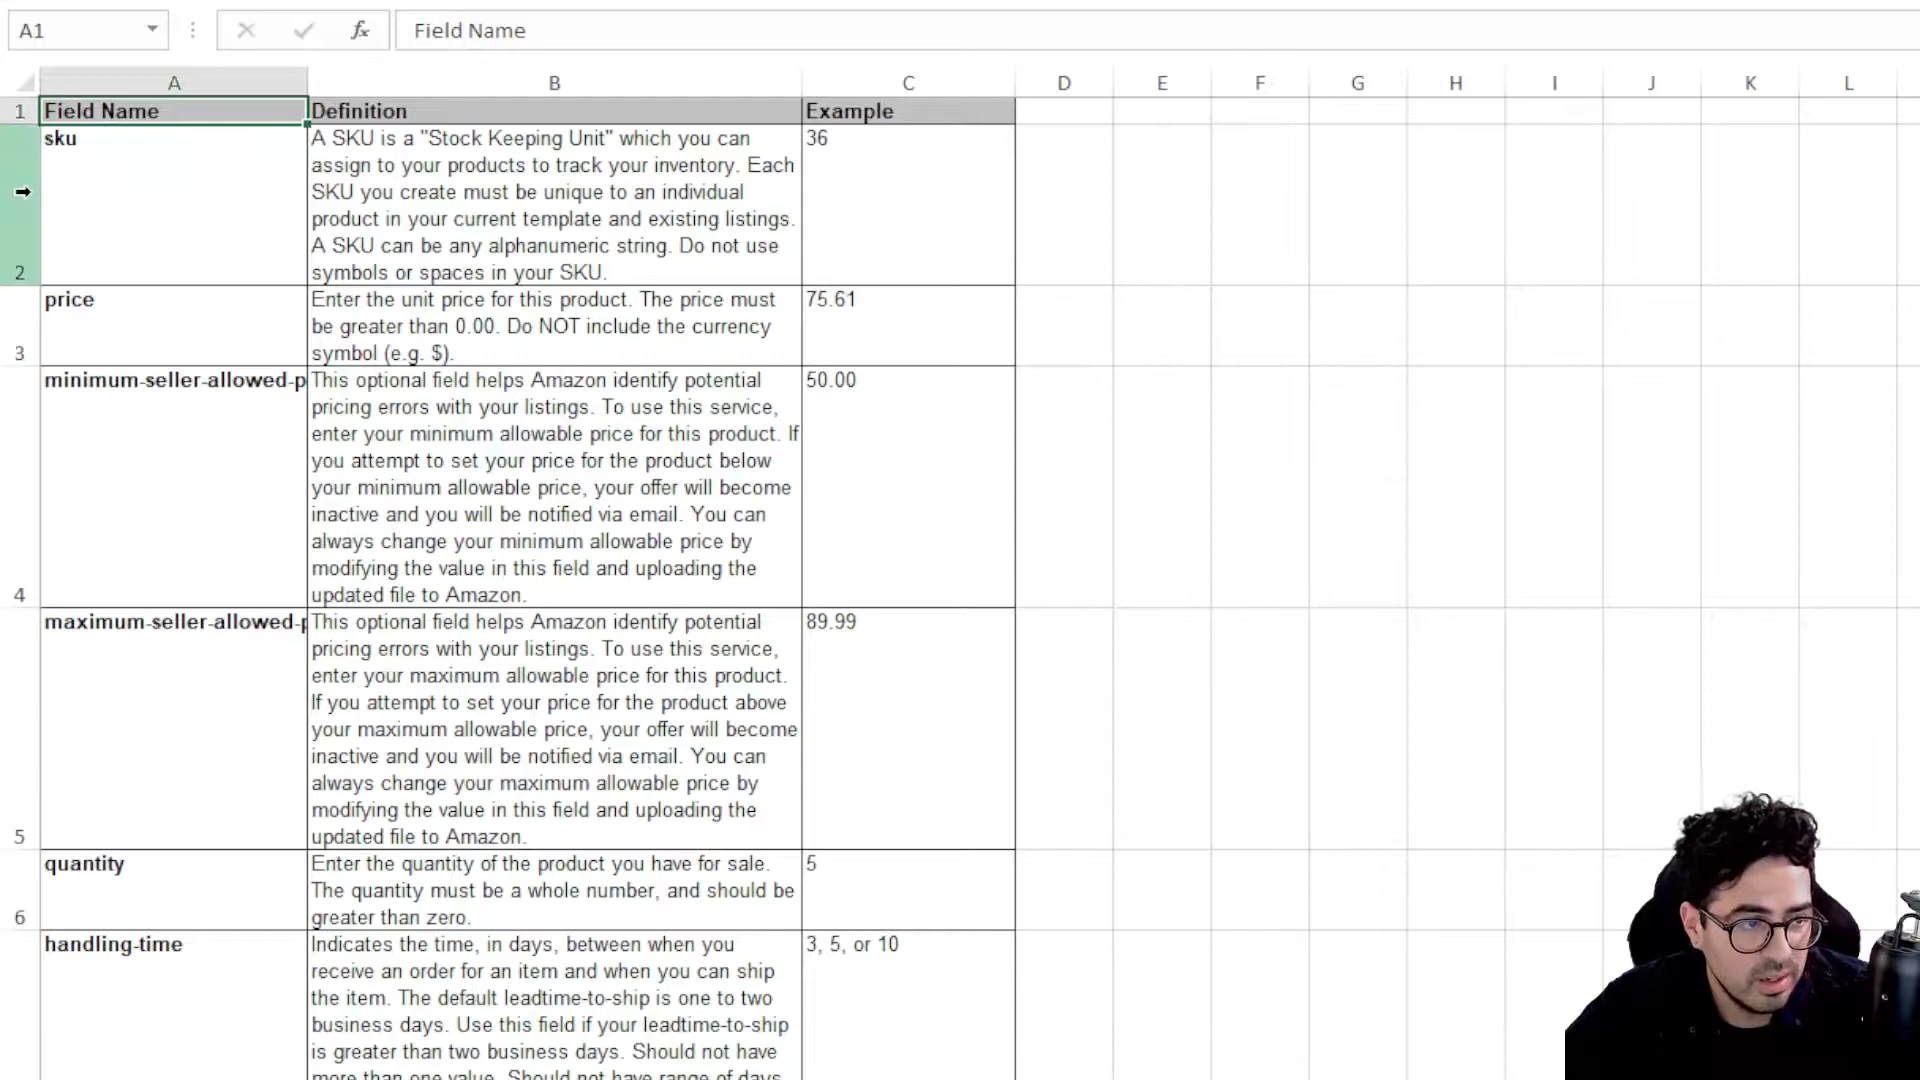 A1
fx
Field Name
A B C D E F G H I J K L
1 Field Name Definition Example
sku
A SKU is a "Stock Keeping Unit" which you can
assign to your products to track your inventory. Each
SKU you create must be unique to an individual
product in your current template and existing listings.
A SKU can be any alphanumeric string. Do not use
symbols or spaces in your SKU.
36
2
price
Enter the unit price for this product. The price must
be greater than 0.00. Do NOT include the currency
symbol (e.g. $).
75.61
3
minimum-seller-allowed-p
This optional field helps Amazon identify potential
pricing errors with your listings. To use this service,
enter your minimum allowable price for this product. If
you attempt to set your price for the product below
your minimum allowable price, your offer will become
inactive and you will be notified via email. You can
always change your minimum allowable price by
modifying the value in this field and uploading the
updated file to Amazon.
50.00
4
maximum-seller-allowed-p
This optional field helps Amazon identify potential
pricing errors with your listings. To use this service,
enter your maximum allowable price for this product.
If you attempt to set your price for the product above
your maximum allowable price, your offer will become
inactive and you will be notified via email. You can
always change your maximum allowable price by
modifying the value in this field and uploading the
updated file to Amazon.
89.99
5
quantity
Enter the quantity of the product you have for sale.
The quantity must be a whole number, and should be
greater than zero.
5
6
handling-time
Indicates the time, in days, between when you
receive an order for an item and when you can ship
the item. The default leadtime-to-ship is one to two
business days. Use this field if your leadtime-to-ship
is greater than two business days. Should not have
more than one value. Should not have range of days
3, 5, or 10